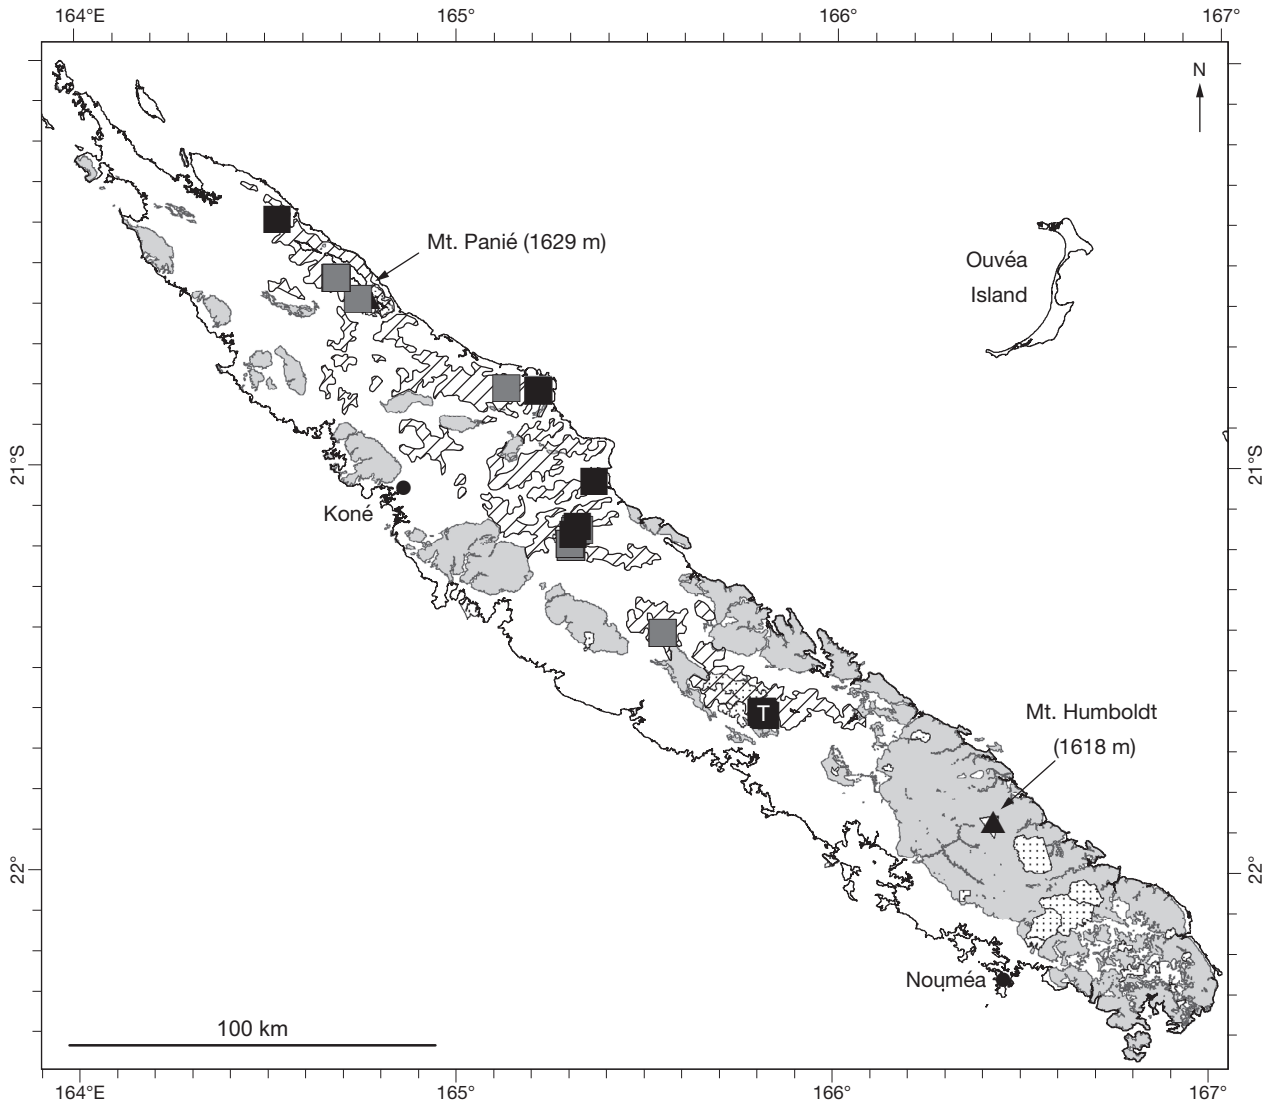 164°E
165°
166°
167°
N
Mt. Panié (1629 m)
Ouvéa
Island
21°S
21°S
Koné
T
Mt. Humboldt
(1618 m)
22°
22°
Nouméa
100 km
164°E
165°
166°
167°